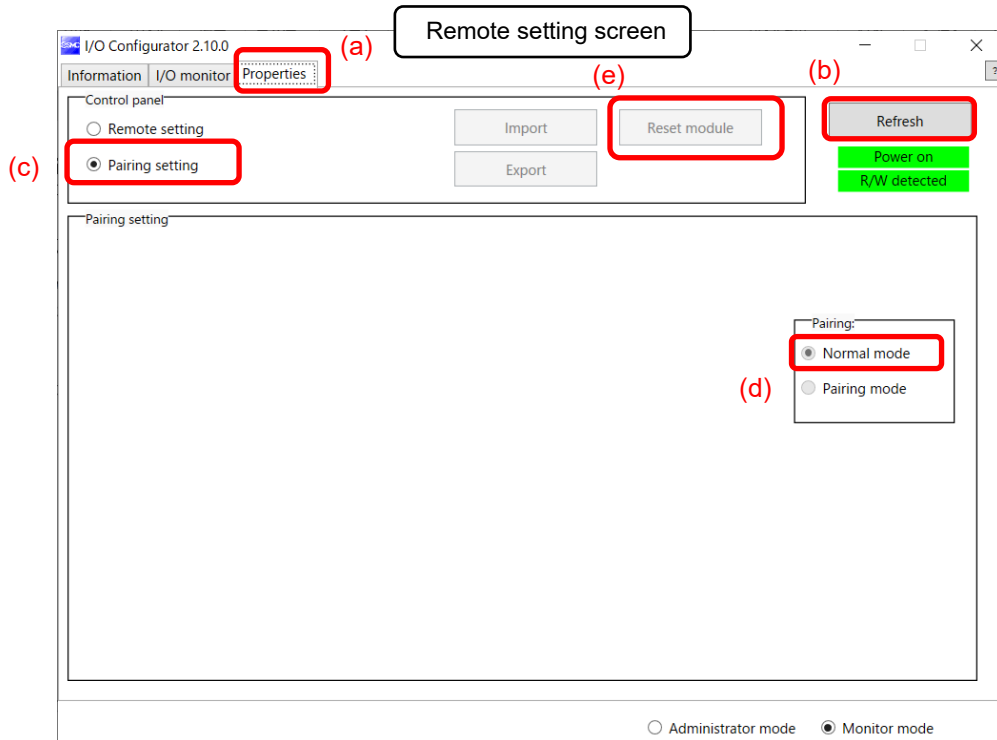 Remote setting screen
SMC I/O Configurator 2.10.0
(a)
Information I/O monitor Properties
(e)
(b)
?
Control panel
Remote setting
Import
Reset module
Refresh
(c)
Pairing setting
Export
Power on
R/W detected
Pairing setting
Pairing:
Normal mode
(d)
Pairing mode
Administrator mode Monitor mode